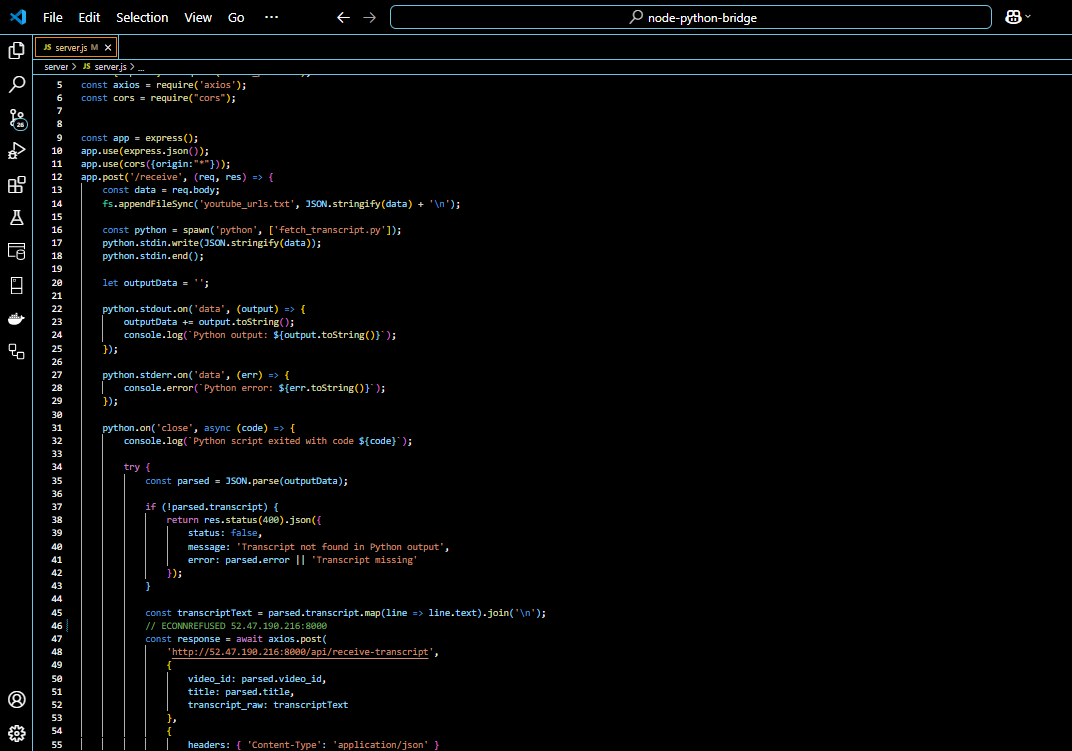 File Edit Selection View Go ··· node-python-bridge
JS server.js M
server > JS server.js > ...
5 const axios = require('axios');
6 const cors = require("cors");
7
8
9 const app = express();
10 app.use(express.json());
11 app.use(cors({origin:"*"}));
12 app.post('/receive', (req, res) => {
13 const data = req.body;
14 fs.appendFileSync('youtube_urls.txt', JSON.stringify(data) + '\n');
15
16 const python = spawn('python', ['fetch_transcript.py']);
17 python.stdin.write(JSON.stringify(data));
18 python.stdin.end();
19
20 let outputData = '';
21
22 python.stdout.on('data', (output) => {
23 outputData += output.toString();
24 console.log(`Python output: ${output.toString()}`);
25 });
26
27 python.stderr.on('data', (err) => {
28 console.error(`Python error: ${err.toString()}`);
29 });
30
31 python.on('close', async (code) => {
32 console.log(`Python script exited with code ${code}`);
33
34 try {
35 const parsed = JSON.parse(outputData);
36
37 if (!parsed.transcript) {
38 return res.status(400).json({
39 status: false,
40 message: 'Transcript not found in Python output',
41 error: parsed.error || 'Transcript missing'
42 });
43 }
44
45 const transcriptText = parsed.transcript.map(line => line.text).join('\n');
46 // ECONNREFUSED 52.47.190.216:8000
47 const response = await axios.post(
48 'http://52.47.190.216:8000/api/receive-transcript',
49 {
50 video_id: parsed.video_id,
51 title: parsed.title,
52 transcript_raw: transcriptText
53 },
54 {
55 headers: { 'Content-Type': 'application/json' }
26